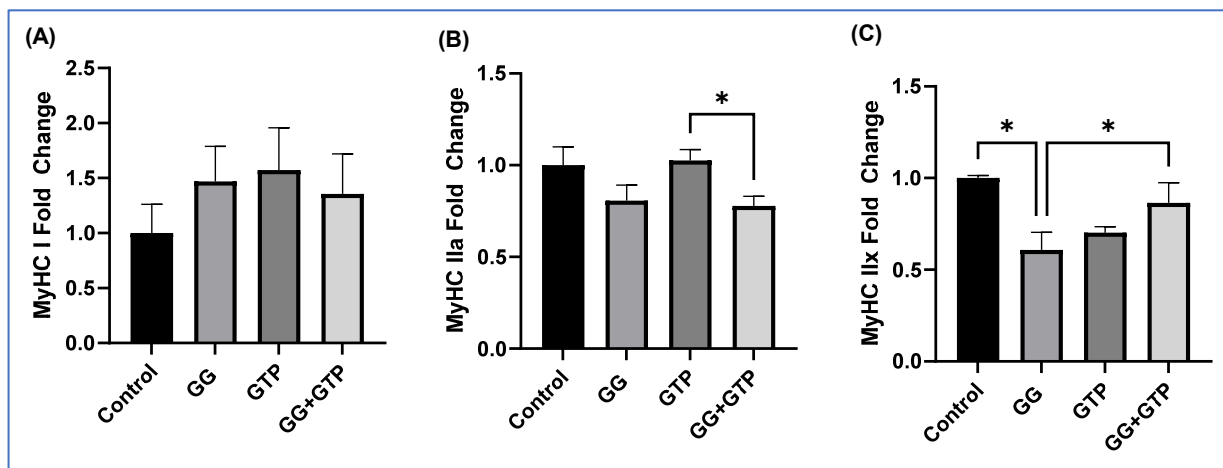 (A)
MyHC I Fold Change
2.5
2.0
1.5
1.0
0.5
0.0
Control
GG
GTP
GG+GTP
(B)
MyHC IIa Fold Change
1.5
1.0
0.5
0.0
*
Control
GG
GTP
GG+GTP
(C)
MyHC IIx Fold Change
1.5
1.0
0.5
0.0
*
*
Control
GG
GTP
GG+GTP